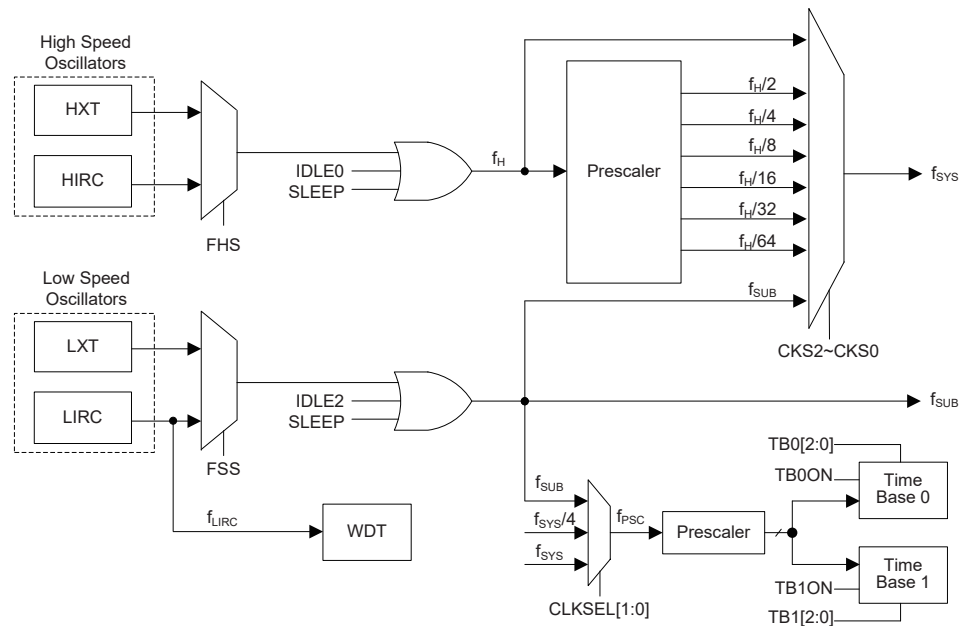 High Speed
Oscillators
HXT
HIRC
FHS
IDLE0
SLEEP
fH
Prescaler
fH/2
fH/4
fH/8
fH/16
fH/32
fH/64
fSUB
CKS2~CKS0
fSYS
Low Speed
Oscillators
LXT
LIRC
FSS
IDLE2
SLEEP
fSUB
fLIRC
WDT
fSUB
fSYS/4
fSYS
CLKSEL[1:0]
fPSC
Prescaler
TB0[2:0]
TB0ON
Time
Base 0
Time
Base 1
TB1ON
TB1[2:0]